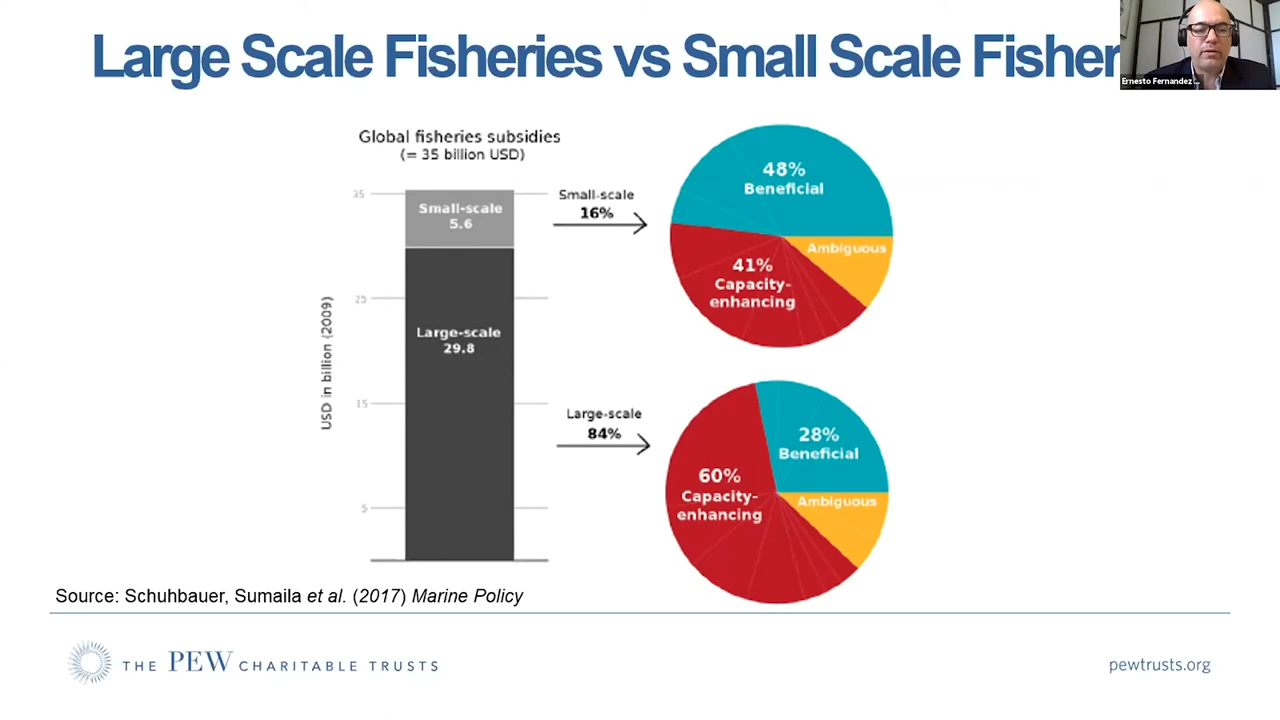 Large Scale Fisheries vs Small Scale Fisher
Ernesto Fernandez ...
Global fisheries subsidies
(= 35 billion USD)
USD in billion (2009)
35
25
15
5
Small-scale
5.6
Large-scale
29.8
Small-scale
16%
48%
Beneficial
Ambiguous
41%
Capacity-
enhancing
Large-scale
84%
28%
Beneficial
Ambiguous
60%
Capacity-
enhancing
Source: Schuhbauer, Sumaila et al. (2017) Marine Policy
THE PEW CHARITABLE TRUSTS
pewtrusts.org